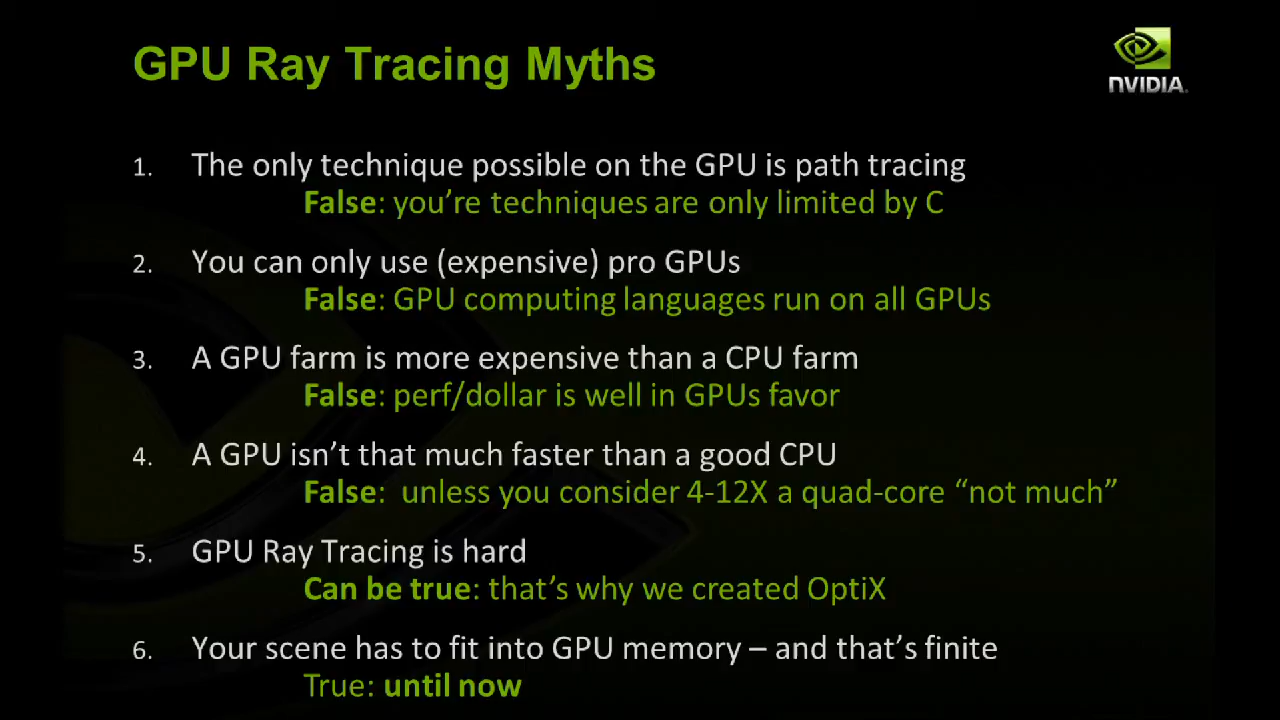 GPU Ray Tracing Myths
NVIDIA.
1. The only technique possible on the GPU is path tracing
False: you’re techniques are only limited by C
2. You can only use (expensive) pro GPUs
False: GPU computing languages run on all GPUs
3. A GPU farm is more expensive than a CPU farm
False: perf/dollar is well in GPUs favor
4. A GPU isn’t that much faster than a good CPU
False: unless you consider 4-12X a quad-core “not much”
5. GPU Ray Tracing is hard
Can be true: that’s why we created OptiX
6. Your scene has to fit into GPU memory – and that’s finite
True: until now